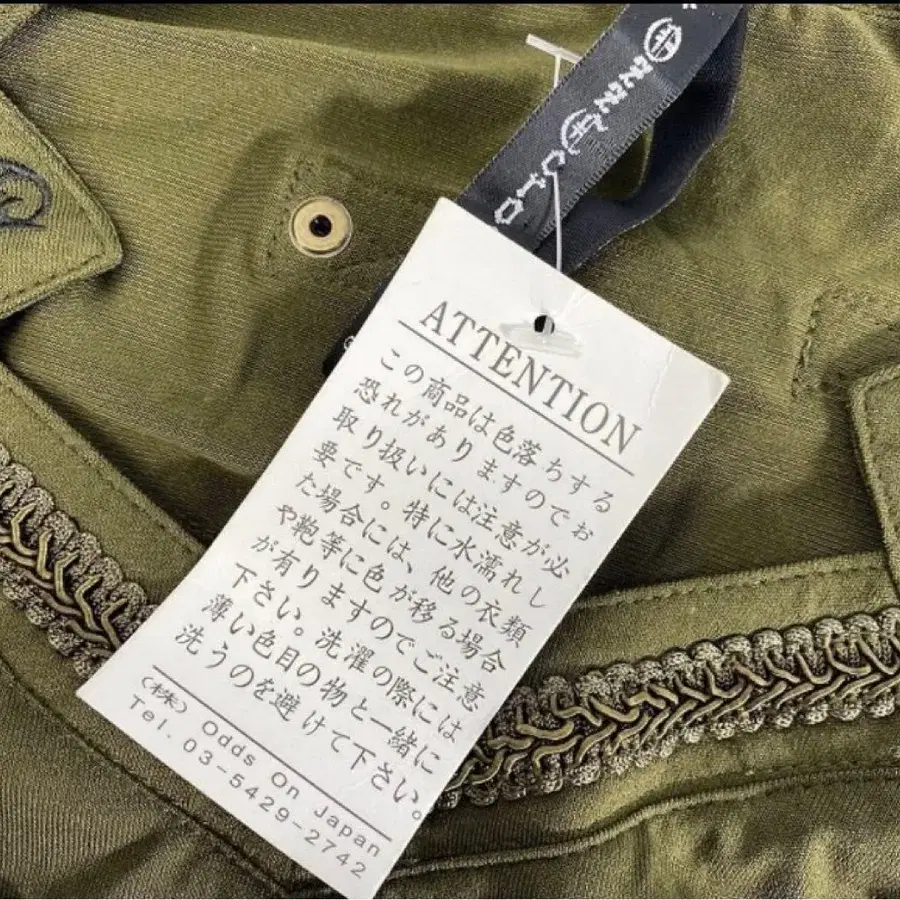 ATTENTION
この商品は色落ちする
恐れがありますのでお
取り扱いには注意が必
要です。特に水濡れし
た場合には、他の衣類
や鞄等に色が移る場合
が有りますのでご注意
下さい。洗濯の際には
薄い色目の物と一緒に
洗うのを避けて下さい。
(株) Odds On Japan
Tel. 03-5429-2742